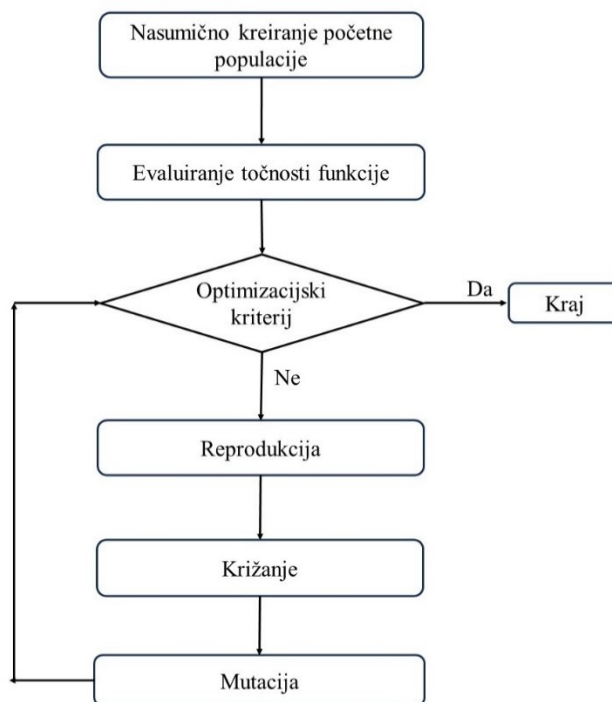 Nasumično kreiranje početne
populacije
Evaluiranje točnosti funkcije
Optimizacijski
kriterij
Da
Kraj
Ne
Reprodukcija
Križanje
Mutacija